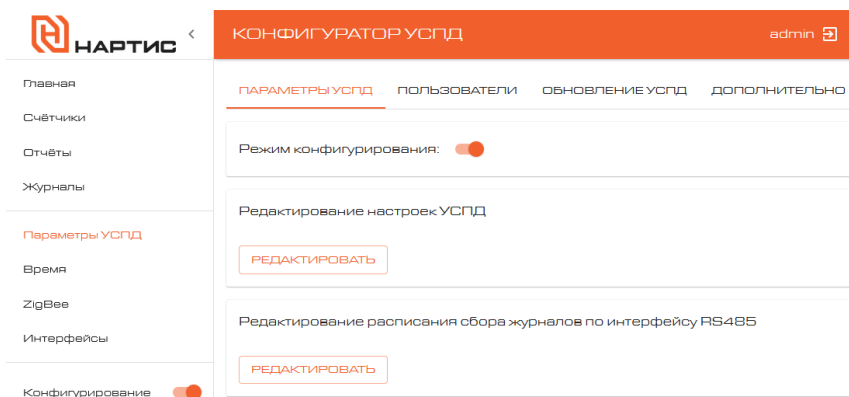 НАРТИС
Главная
Счётчики
Отчёты
Журналы
Параметры УСПД
Время
ZigBee
Интерфейсы
Конфигурирование
КОНФИГУРАТОР УСПД
admin
ПАРАМЕТРЫ УСПД ПОЛЬЗОВАТЕЛИ ОБНОВЛЕНИЕ УСПД ДОПОЛНИТЕЛЬНО
Режим конфигурирования:
Редактирование настроек УСПД
РЕДАКТИРОВАТЬ
Редактирование расписания сбора журналов по интерфейсу RS485
РЕДАКТИРОВАТЬ